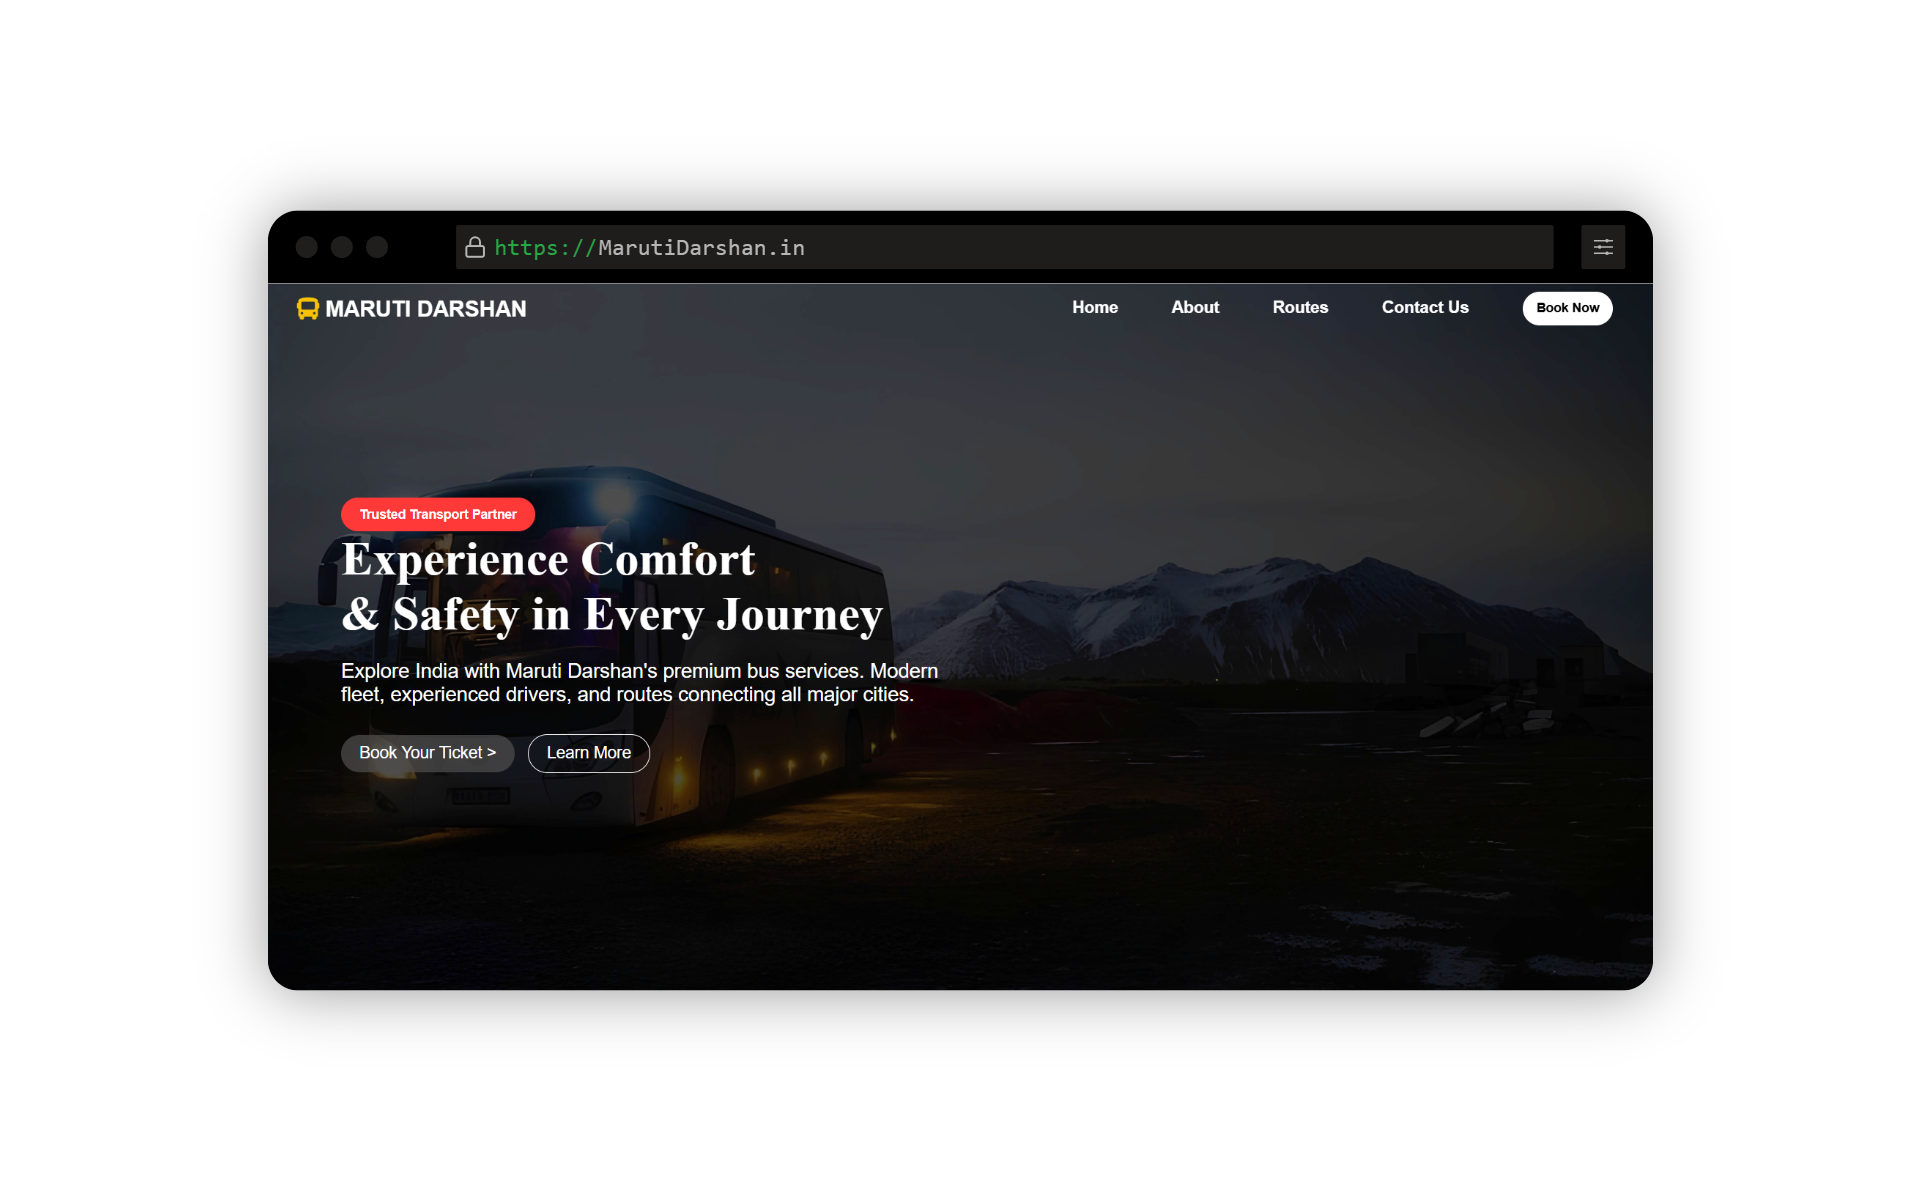 https://MarutiDarshan.in
MARUTI DARSHAN
Home
About
Routes
Contact Us
Book Now
Trusted Transport Partner
Experience Comfort
& Safety in Every Journey
Explore India with Maruti Darshan's premium bus services. Modern
fleet, experienced drivers, and routes connecting all major cities.
Book Your Ticket >
Learn More